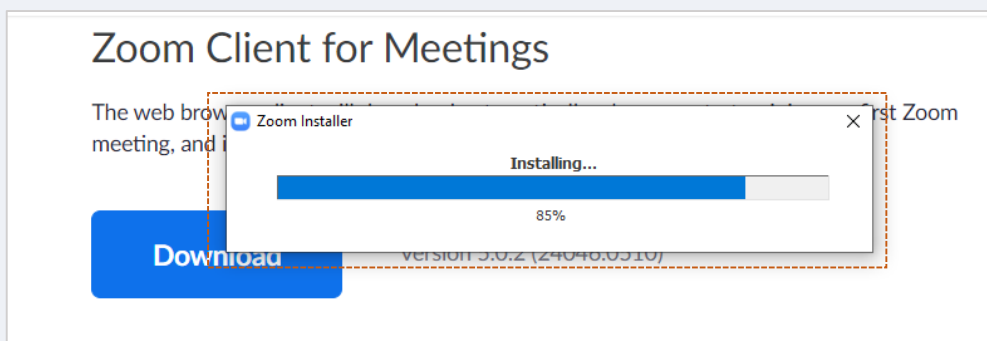 Zoom Client for Meetings
The web brow
rst Zoom
meeting, and i
Zoom Installer
Installing...
85%
Download
Version 5.0.2 (24046.0510)